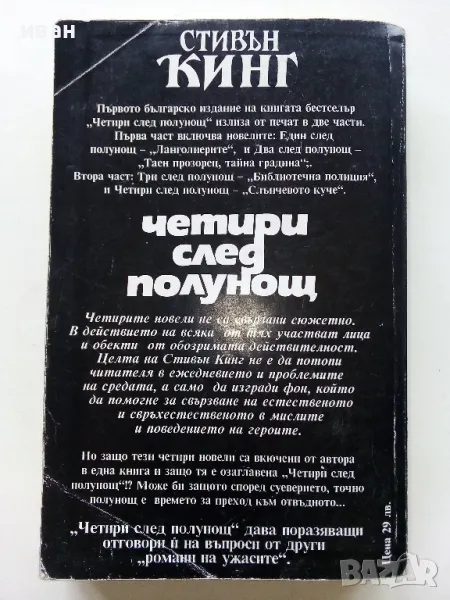 иван
СТИВЪН
КИНГ
Първото българско издание на книгата бестселър
„Четири след полунощ“ излиза от печат в две части.
Първа част включва новелите: Един след
полунощ – „Лангoлиерите“, и Два след полунощ –
„Таен прозорец, тайна градина“;.
Втора част: Три след полунощ – „Библиотечна полиция“,
и Четири след полунощ – „Слънчевото куче“.
четири
след
полунощ
Четирите новели не са свързани сюжетно.
В действието на всяка от тях участват лица
и обекти от обозримата действителност.
Целта на Стивън Кинг не е да потопи
читателя в ежедневието и проблемите
на средата, а само да изгради фон, който
да помогне за свързване на естественото
и свръхестественото в мислите
и поведението на героите.
Но защо тези четири новели са вкючени от автора
в една книга и защо тя е озаглавена „Четири след
полунощ“!? Може би защото според суеверието, точно
полунощ е времето за преход към отвъдното...
„Четири след полунощ“ дава поразяващи
отговори и на въпроси от други
„романи на ужасите“.
Цена 29 лв.
BAZAR